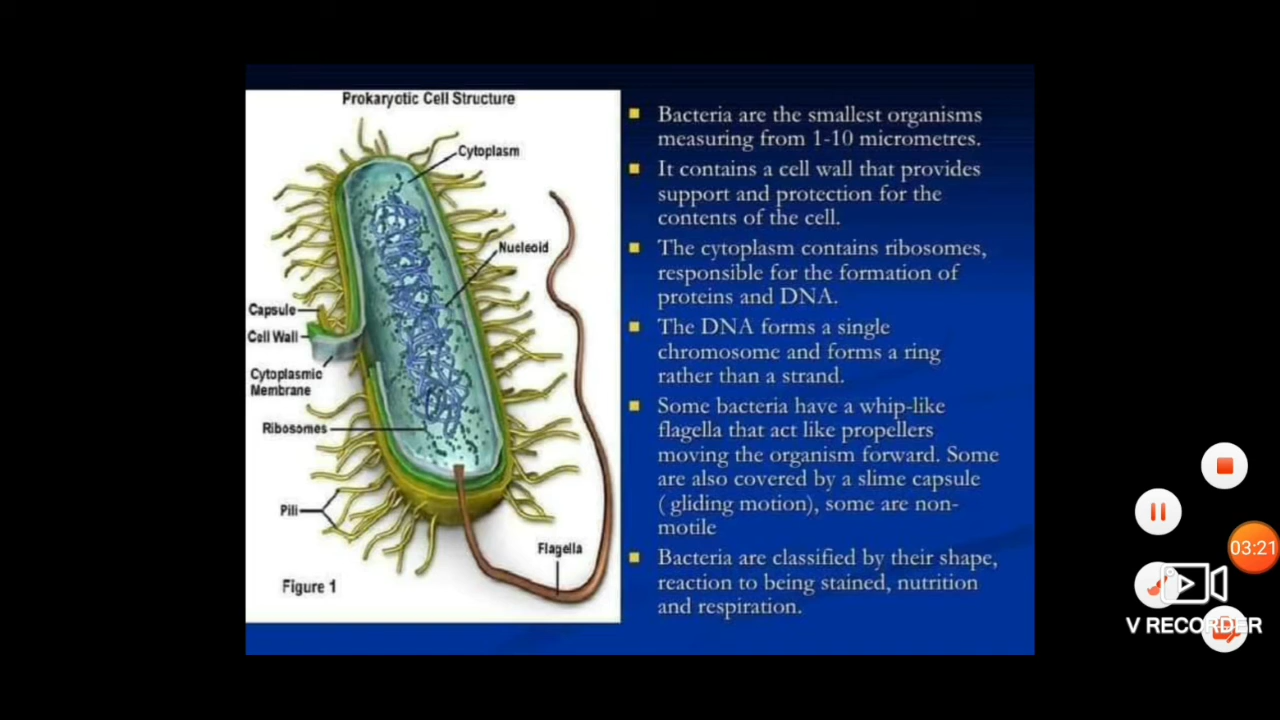 Prokaryotic Cell Structure
Cytoplasm
Nucleoid
Capsule
Cell Wall
Cytoplasmic
Membrane
Ribosomes
Pili
Flagella
Figure 1
Bacteria are the smallest organisms
measuring from 1-10 micrometres.
It contains a cell wall that provides
support and protection for the
contents of the cell.
The cytoplasm contains ribosomes,
responsible for the formation of
proteins and DNA.
The DNA forms a single
chromosome and forms a ring
rather than a strand.
Some bacteria have a whip-like
flagella that act like propellers
moving the organism forward. Some
are also covered by a slime capsule
( gliding motion), some are non-
motile
Bacteria are classified by their shape,
reaction to being stained, nutrition
and respiration.
03:21
V RECORDER